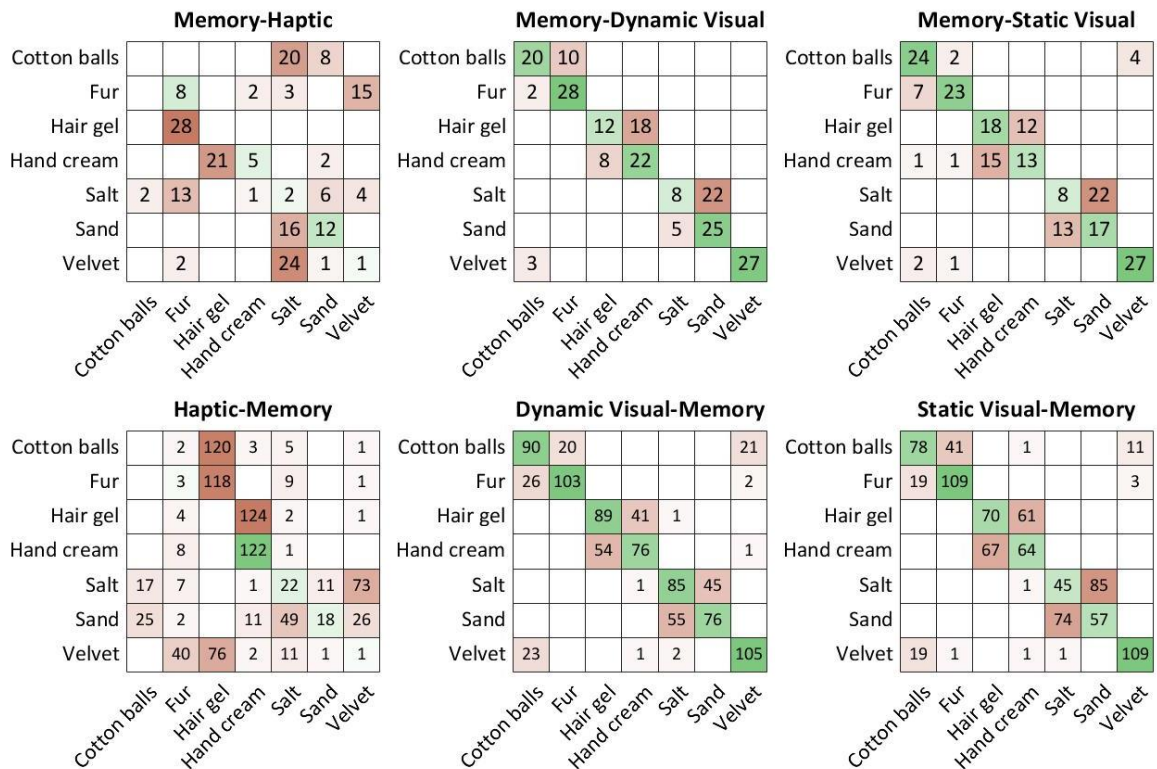 Memory-Haptic Memory-Dynamic Visual Memory-Static Visual
Cotton balls 20 8 Cotton balls 20 10 Cotton balls 24 2 4
Fur 8 2 3 15 Fur 2 28 Fur 7 23
Hair gel 28 Hair gel 12 18 Hair gel 18 12
Hand cream 21 5 2 Hand cream 8 22 Hand cream 1 1 15 13
Salt 2 13 1 2 6 4 Salt 8 22 Salt 8 22
Sand 16 12 Sand 5 25 Sand 13 17
Velvet 2 24 1 1 Velvet 3 27 Velvet 2 1 27
Cotton balls Fur Hair gel Hand cream Salt Sand Velvet Cotton balls Fur Hair gel Hand cream Salt Sand Velvet Cotton balls Fur Hair gel Hand cream Salt Sand Velvet
Haptic-Memory Dynamic Visual-Memory Static Visual-Memory
Cotton balls 2 120 3 5 1 Cotton balls 90 20 21 Cotton balls 78 41 1 11
Fur 3 118 9 1 Fur 26 103 2 Fur 19 109 3
Hair gel 4 124 2 1 Hair gel 89 41 1 Hair gel 70 61
Hand cream 8 122 1 Hand cream 54 76 1 Hand cream 67 64
Salt 17 7 1 22 11 73 Salt 1 85 45 Salt 1 45 85
Sand 25 2 11 49 18 26 Sand 55 76 Sand 74 57
Velvet 40 76 2 11 1 1 Velvet 23 1 2 105 Velvet 19 1 1 1 109
Cotton balls Fur Hair gel Hand cream Salt Sand Velvet Cotton balls Fur Hair gel Hand cream Salt Sand Velvet Cotton balls Fur Hair gel Hand cream Salt Sand Velvet